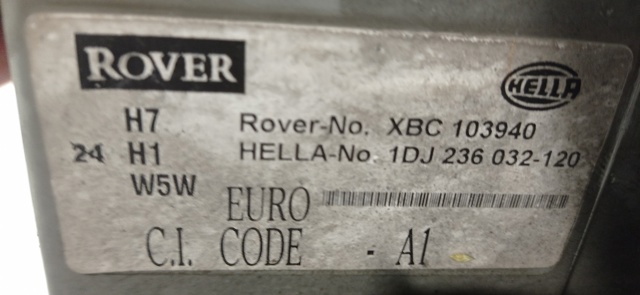 ROVER
HELLA
H7 Rover-No. XBC 103940
24 H1 HELLA-No. 1DJ 236 032-120
W5W
EURO
C.I. CODE - A1